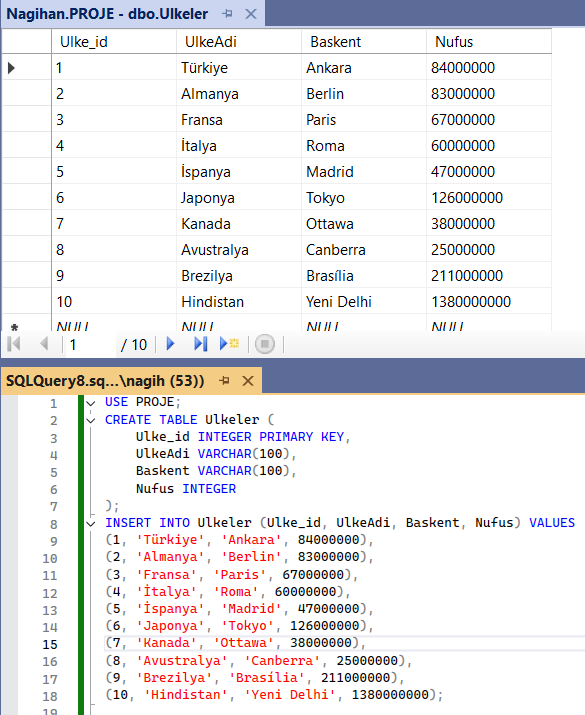 Nagihan.PROJE - dbo.Ulkeler
Ulke_id UlkeAdi Baskent Nufus
1 Türkiye Ankara 84000000
2 Almanya Berlin 83000000
3 Fransa Paris 67000000
4 İtalya Roma 60000000
5 İspanya Madrid 47000000
6 Japonya Tokyo 126000000
7 Kanada Ottawa 38000000
8 Avustralya Canberra 25000000
9 Brezilya Brasília 211000000
10 Hindistan Yeni Delhi 1380000000
* NULL NULL NULL NULL
1 / 10
SQLQuery8.sq...\nagih (53))
1 USE PROJE;
2 CREATE TABLE Ulkeler (
3 Ulke_id INTEGER PRIMARY KEY,
4 UlkeAdi VARCHAR(100),
5 Baskent VARCHAR(100),
6 Nufus INTEGER
7 );
8 INSERT INTO Ulkeler (Ulke_id, UlkeAdi, Baskent, Nufus) VALUES
9 (1, 'Türkiye', 'Ankara', 84000000),
10 (2, 'Almanya', 'Berlin', 83000000),
11 (3, 'Fransa', 'Paris', 67000000),
12 (4, 'İtalya', 'Roma', 60000000),
13 (5, 'İspanya', 'Madrid', 47000000),
14 (6, 'Japonya', 'Tokyo', 126000000),
15 (7, 'Kanada', 'Ottawa', 38000000),
16 (8, 'Avustralya', 'Canberra', 25000000),
17 (9, 'Brezilya', 'Brasília', 211000000),
18 (10, 'Hindistan', 'Yeni Delhi', 1380000000);
19